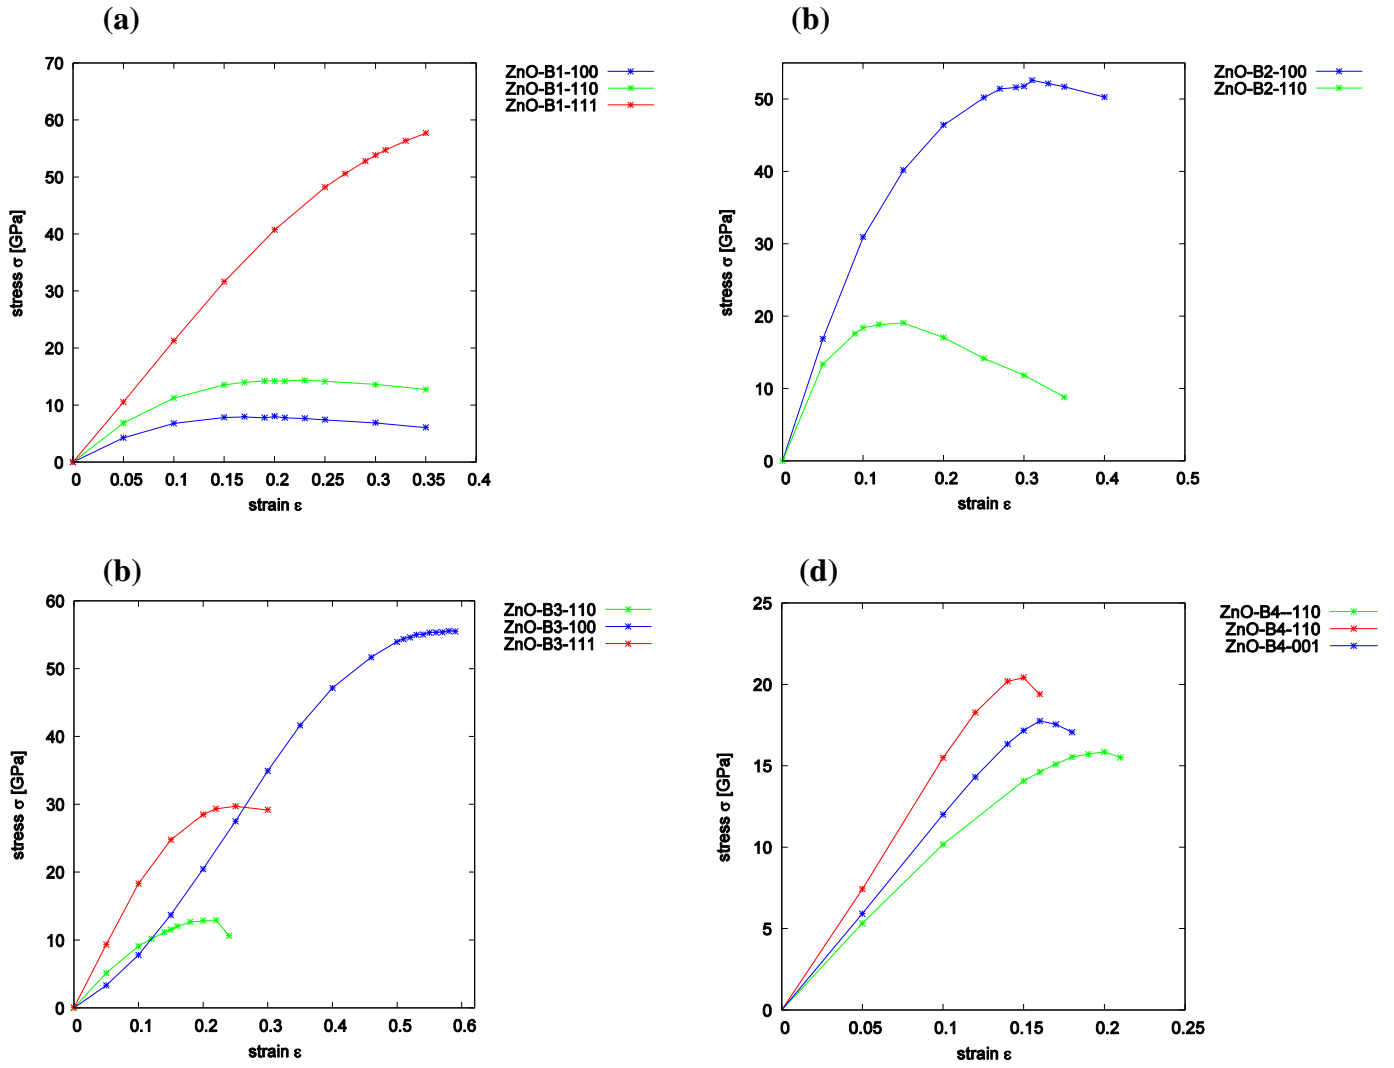 (a)
70
60
50
40
30
20
10
0
0 0.05 0.1 0.15 0.2 0.25 0.3 0.35 0.4
stress σ [GPa]
strain ε
ZnO-B1-100
ZnO-B1-110
ZnO-B1-111
(b)
50
40
30
20
10
0
0 0.1 0.2 0.3 0.4 0.5
stress σ [GPa]
strain ε
ZnO-B2-100
ZnO-B2-110
(b)
60
50
40
30
20
10
0
0 0.1 0.2 0.3 0.4 0.5 0.6
stress σ [GPa]
strain ε
ZnO-B3-110
ZnO-B3-100
ZnO-B3-111
(d)
25
20
15
10
5
0
0 0.05 0.1 0.15 0.2 0.25
stress σ [GPa]
strain ε
ZnO-B4--110
ZnO-B4-110
ZnO-B4-001